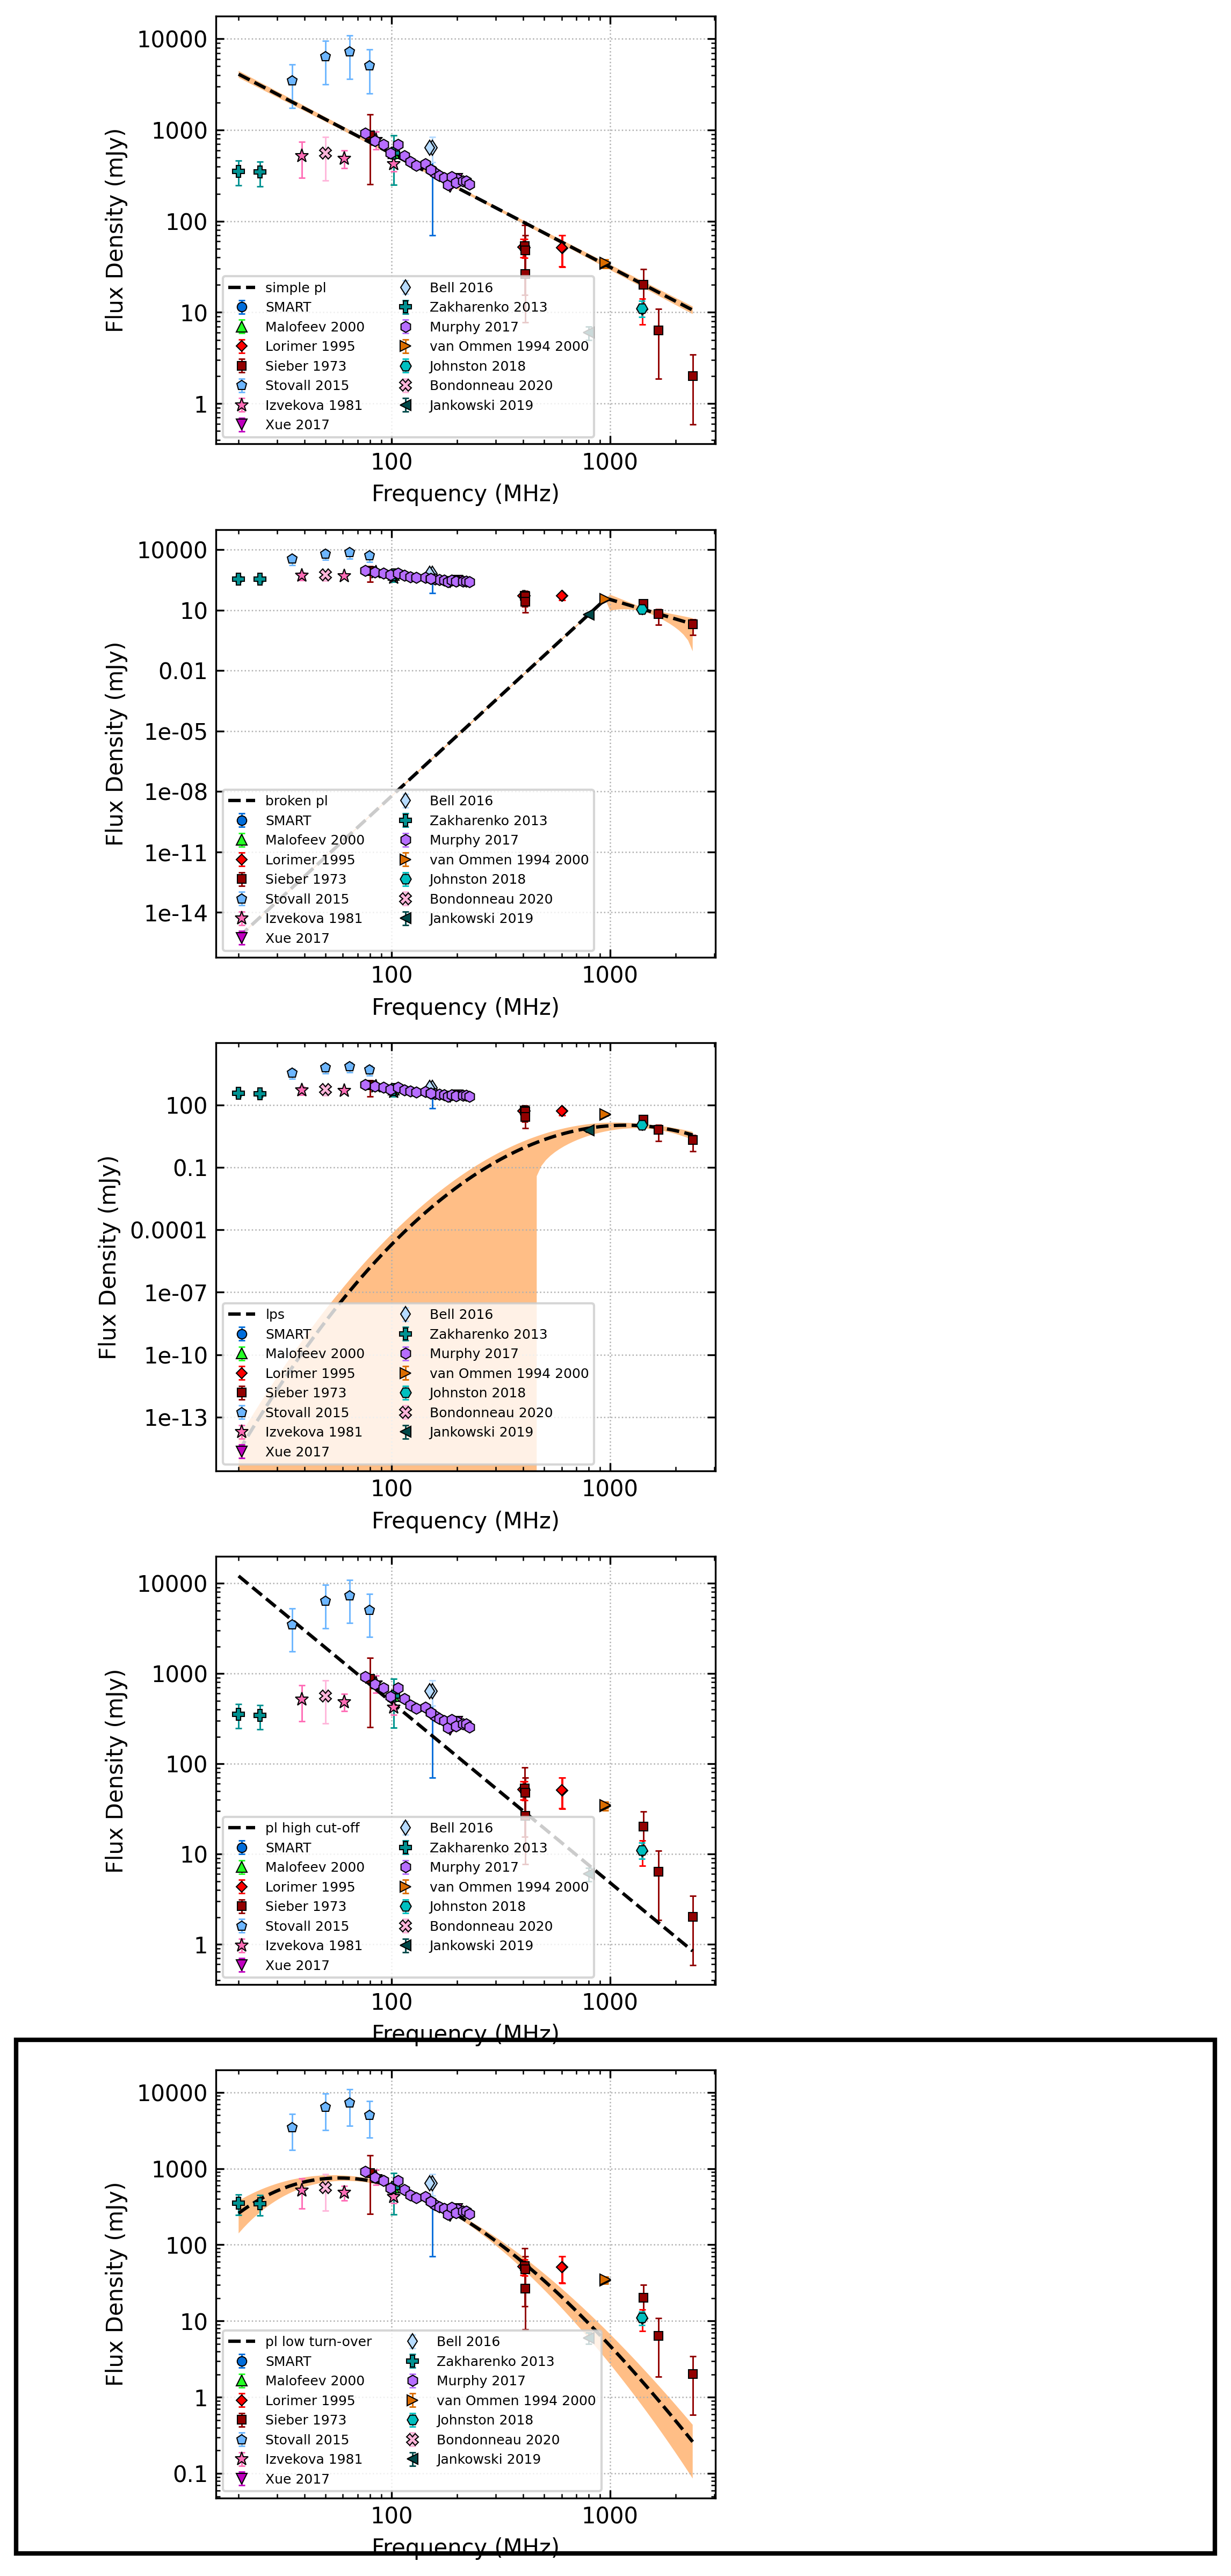 10000
1000
100
10
1
Flux Density (mJy)
simple pl
SMART
Malofeev 2000
Lorimer 1995
Sieber 1973
Stovall 2015
Izvekova 1981
Xue 2017
Bell 2016
Zakharenko 2013
Murphy 2017
van Ommen 1994 2000
Johnston 2018
Bondonneau 2020
Jankowski 2019
100
1000
Frequency (MHz)
10000
10
0.01
1e-05
1e-08
1e-11
1e-14
Flux Density (mJy)
broken pl
SMART
Malofeev 2000
Lorimer 1995
Sieber 1973
Stovall 2015
Izvekova 1981
Xue 2017
Bell 2016
Zakharenko 2013
Murphy 2017
van Ommen 1994 2000
Johnston 2018
Bondonneau 2020
Jankowski 2019
100
1000
Frequency (MHz)
100
0.1
0.0001
1e-07
1e-10
1e-13
Flux Density (mJy)
lps
SMART
Malofeev 2000
Lorimer 1995
Sieber 1973
Stovall 2015
Izvekova 1981
Xue 2017
Bell 2016
Zakharenko 2013
Murphy 2017
van Ommen 1994 2000
Johnston 2018
Bondonneau 2020
Jankowski 2019
100
1000
Frequency (MHz)
10000
1000
100
10
1
Flux Density (mJy)
pl high cut-off
SMART
Malofeev 2000
Lorimer 1995
Sieber 1973
Stovall 2015
Izvekova 1981
Xue 2017
Bell 2016
Zakharenko 2013
Murphy 2017
van Ommen 1994 2000
Johnston 2018
Bondonneau 2020
Jankowski 2019
100
1000
Frequency (MHz)
10000
1000
100
10
1
0.1
Flux Density (mJy)
pl low turn-over
SMART
Malofeev 2000
Lorimer 1995
Sieber 1973
Stovall 2015
Izvekova 1981
Xue 2017
Bell 2016
Zakharenko 2013
Murphy 2017
van Ommen 1994 2000
Johnston 2018
Bondonneau 2020
Jankowski 2019
100
1000
Frequency (MHz)